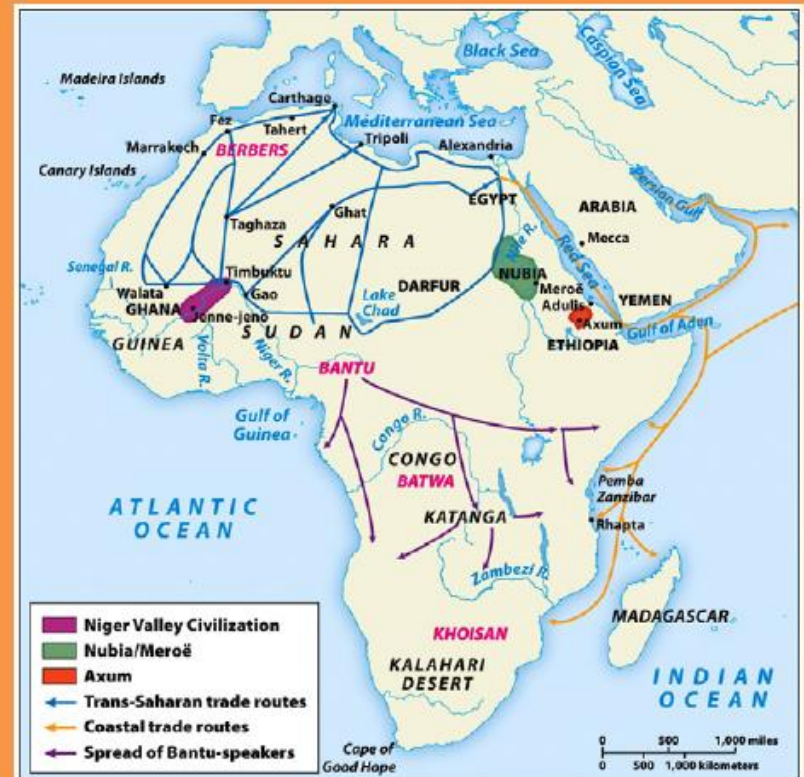 Black Sea
Caspian Sea
Madeira Islands
Carthage
Fez
Tahert
Mediterranean Sea
Marrakech
BERBERS
Tripoli
Alexandria
Canary Islands
Persian Gulf
EGYPT
ARABIA
Taghaza
Ghat
SAHARA
Nile R.
Red Sea
Mecca
Senegal R.
Timbuktu
DARFUR
NUBIA
Walata
Gao
Lake
Chad
Meroë
Adulis
YEMEN
GHANA
Jenne-jeno
SUDAN
Axum
Gulf of Aden
GUINEA
Volta R.
Niger R.
ETHIOPIA
BANTU
Gulf of
Guinea
Congo R.
CONGO
BATWA
Pemba
Zanzibar
ATLANTIC
OCEAN
KATANGA
Rhapta
Zambezi R.
MADAGASCAR
KHOISAN
KALAHARI
DESERT
INDIAN
OCEAN
Cape of
Good Hope
Niger Valley Civilization
Nubia/Meroë
Axum
Trans-Saharan trade routes
Coastal trade routes
Spread of Bantu-speakers
0 500 1,000 miles
0 500 1,000 kilometers